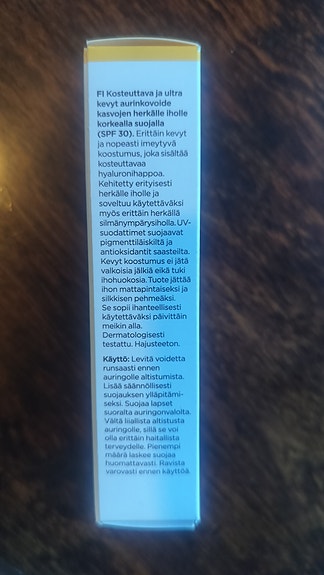 FI Kosteuttava ja ultra
kevyt aurinkovoide
kasvojen herkälle iholle
korkealla suojalla
(SPF 30). Erittäin kevyt
ja nopeasti imeytyvä
koostumus, joka sisältää
kosteuttavaa
hyaluronihappoa.
Kehitetty erityisesti
herkälle iholle ja
soveltuu käytettäväksi
myös erittäin herkällä
silmänympärysiholla. UV-
suodattimet suojaavat
pigmenttiläiskiltä ja
antioksidantit saasteilta.
Kevyt koostumus ei jätä
valkoisia jälkiä eikä tuki
ihohuokosia. Tuote jättää
ihon mattapintaiseksi ja
silkkisen pehmeäksi.
Se sopii ihanteellisesti
käytettäväksi päivittäin
meikin alla.
Dermatologisesti
testattu. Hajusteeton.
Käyttö: Levitä voidetta
runsaasti ennen
auringolle altistumista.
Lisää säännöllisesti
suojauksen ylläpitämi-
seksi. Suojaa lapset
suoralta auringonvalolta.
Vältä liiallista altistusta
auringolle, sillä se voi
olla erittäin haitallista
terveydelle. Pienempi
määrä laskee suojaa
huomattavasti. Ravista
varovasti ennen käyttöä.